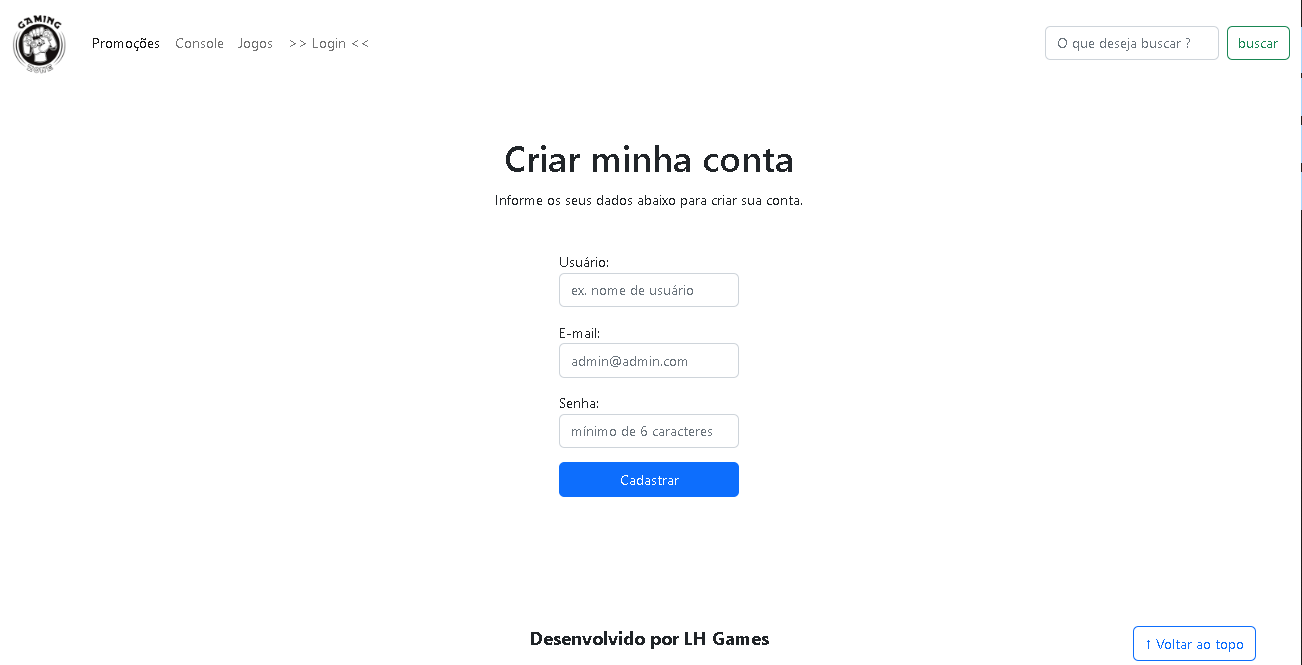 GAMING
Promoções Console Jogos >> Login << O que deseja buscar ? buscar
Criar minha conta
Informe os seus dados abaixo para criar sua conta.
Usuário:
ex. nome de usuário
E-mail:
admin@admin.com
Senha:
mínimo de 6 caracteres
Cadastrar
Desenvolvido por LH Games
↑ Voltar ao topo